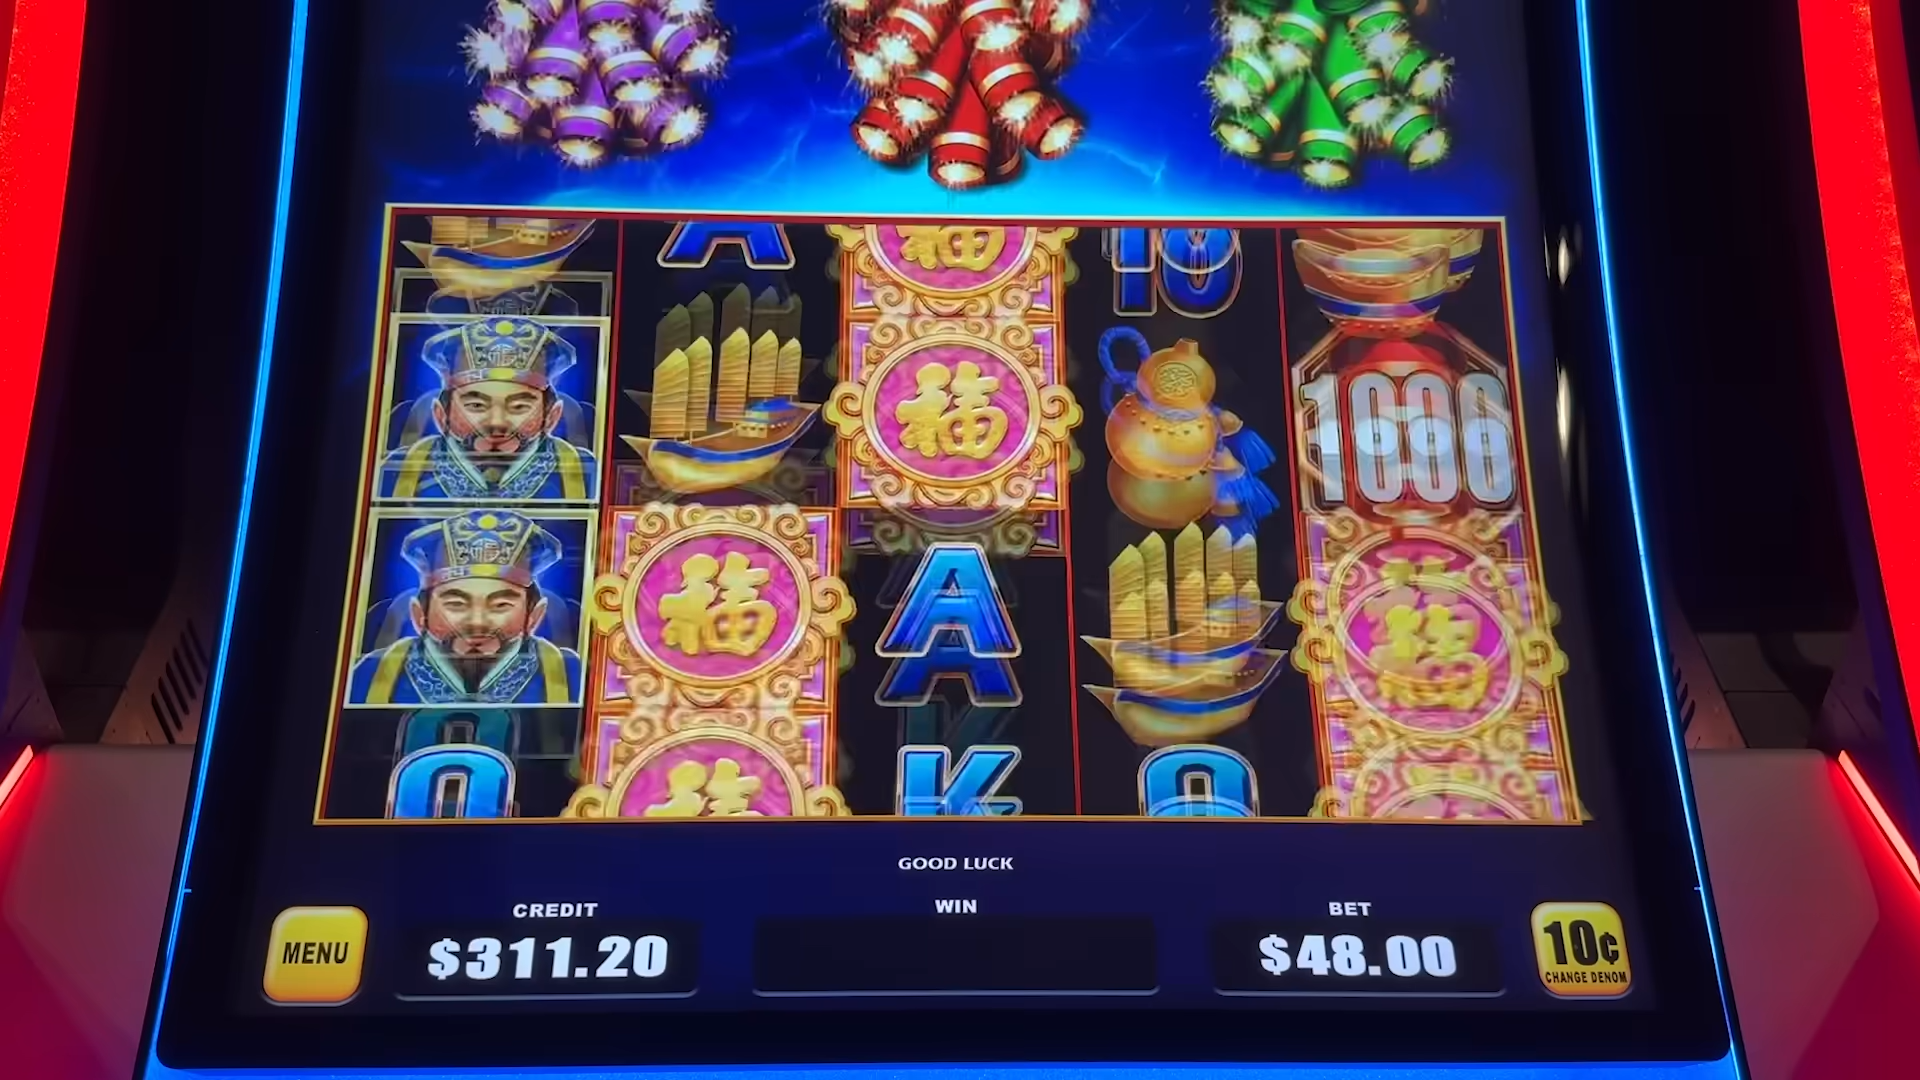 A
福
10
福
1000
福
A
福
K
Q
福
Q
GOOD LUCK
CREDIT
WIN
BET
MENU
$311.20
$48.00
10¢
CHANGE DENOM